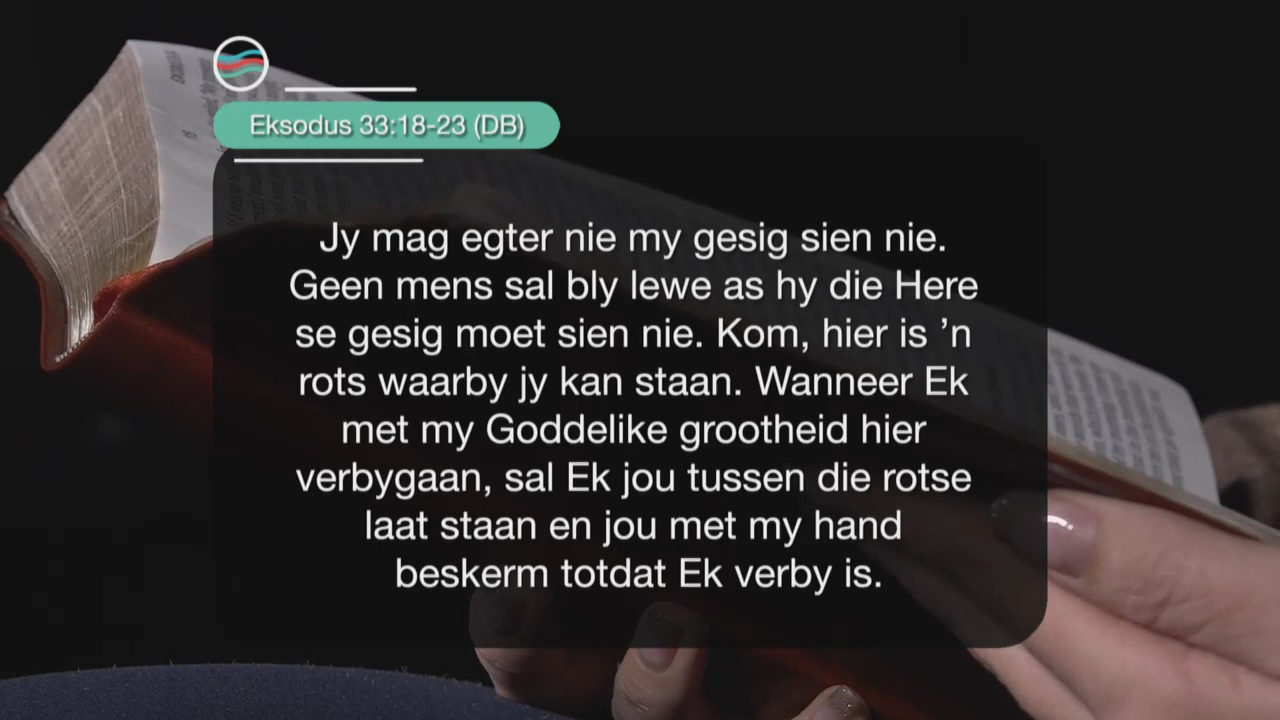 Eksodus 33:18-23 (DB)
Jy mag egter nie my gesig sien nie.
Geen mens sal bly lewe as hy die Here
se gesig moet sien nie. Kom, hier is ’n
rots waarby jy kan staan. Wanneer Ek
met my Goddelike grootheid hier
verbygaan, sal Ek jou tussen die rotse
laat staan en jou met my hand
beskerm totdat Ek verby is.